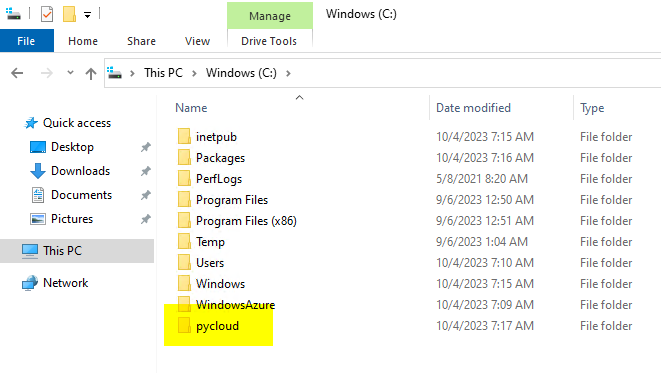 Manage Windows (C:)
File Home Share View Drive Tools
This PC Windows (C:)
Name Date modified Type
Quick access
Desktop
Downloads
Documents
Pictures
This PC
Network
inetpub 10/4/2023 7:15 AM File folder
Packages 10/4/2023 7:16 AM File folder
PerfLogs 5/8/2021 8:20 AM File folder
Program Files 9/6/2023 12:50 AM File folder
Program Files (x86) 9/6/2023 12:51 AM File folder
Temp 9/6/2023 1:04 AM File folder
Users 10/4/2023 7:10 AM File folder
Windows 10/4/2023 7:15 AM File folder
WindowsAzure 10/4/2023 7:09 AM File folder
pycloud 10/4/2023 7:17 AM File folder